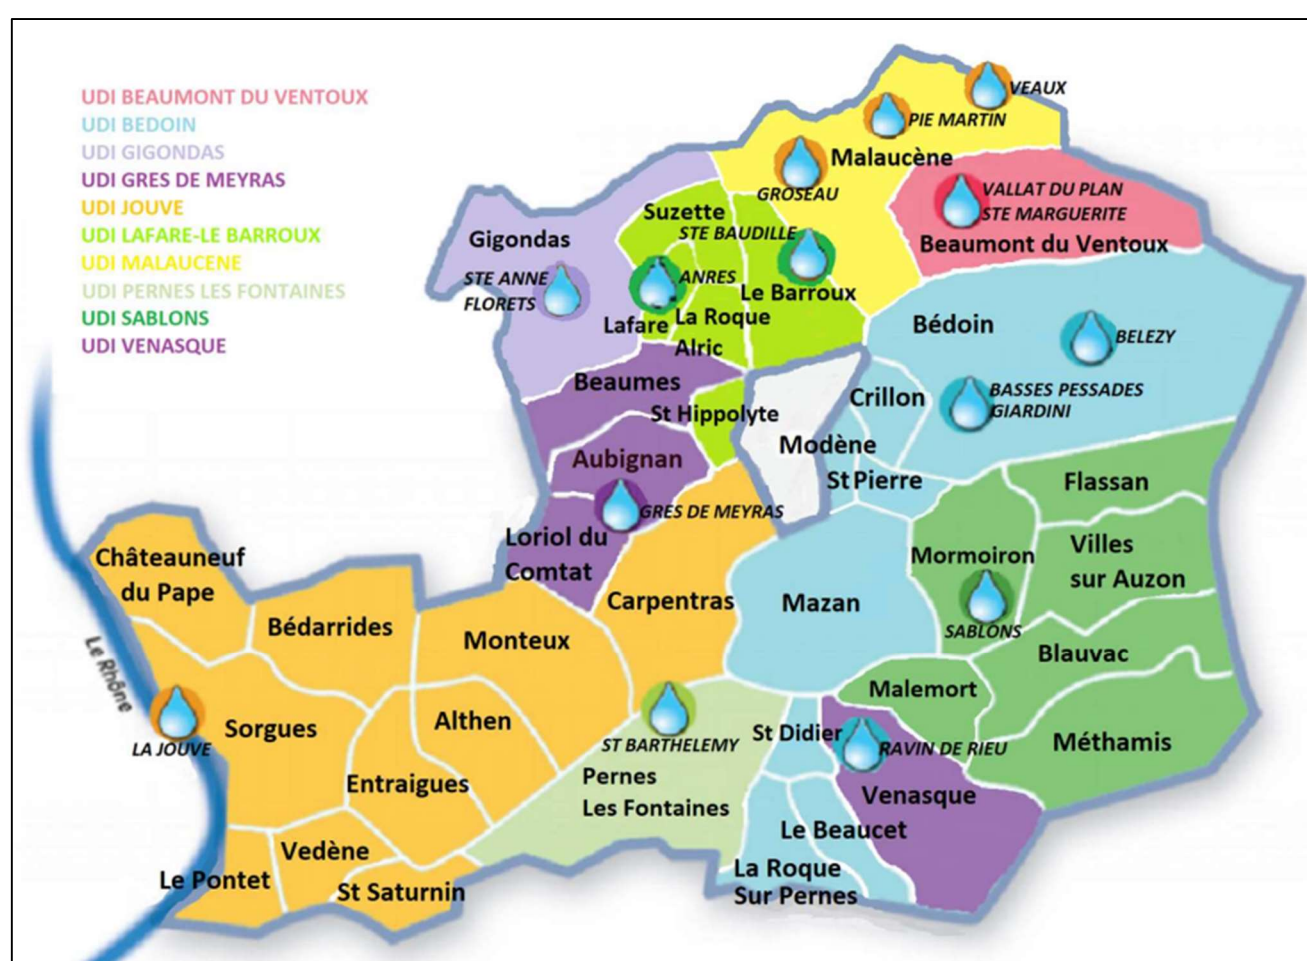 UDI BEAUMONT DU VENTOUX
UDI BEDOIN
UDI GIGONDAS
UDI GRES DE MEYRAS
UDI JOUVE
UDI LAFARE-LE BARROUX
UDI MALAUCENE
UDI PERNES LES FONTAINES
UDI SABLONS
UDI VENASQUE
VEAUX
PIE MARTIN
Malaucène
GROSEAU
VALLAT DU PLAN
STE MARGUERITE
Beaumont du Ventoux
Suzette
STE BAUDILLE
Gigondas
STE ANNE
FLORETS
ANRES
Le Barroux
Lafare
La Roque
Alric
Bédoin
BELEZY
Beaumes
BASSES PESSADES
GIARDINI
Crillon
St Hippolyte
Modène
Aubignan
St Pierre
Flassan
GRES DE MEYRAS
Loriol du
Comtat
Mormoiron
Villes
sur Auzon
Châteauneuf
du Pape
Carpentras
Mazan
SABLONS
Bédarrides
Monteux
Blauvac
Le Rhône
Malemort
Sorgues
Althen
LA JOUVE
ST BARTHELEMY
St Didier
RAVIN DE RIEU
Méthamis
Entraigues
Pernes
Les Fontaines
Venasque
Le Beaucet
Vedène
La Roque
Sur Pernes
Le Pontet
St Saturnin